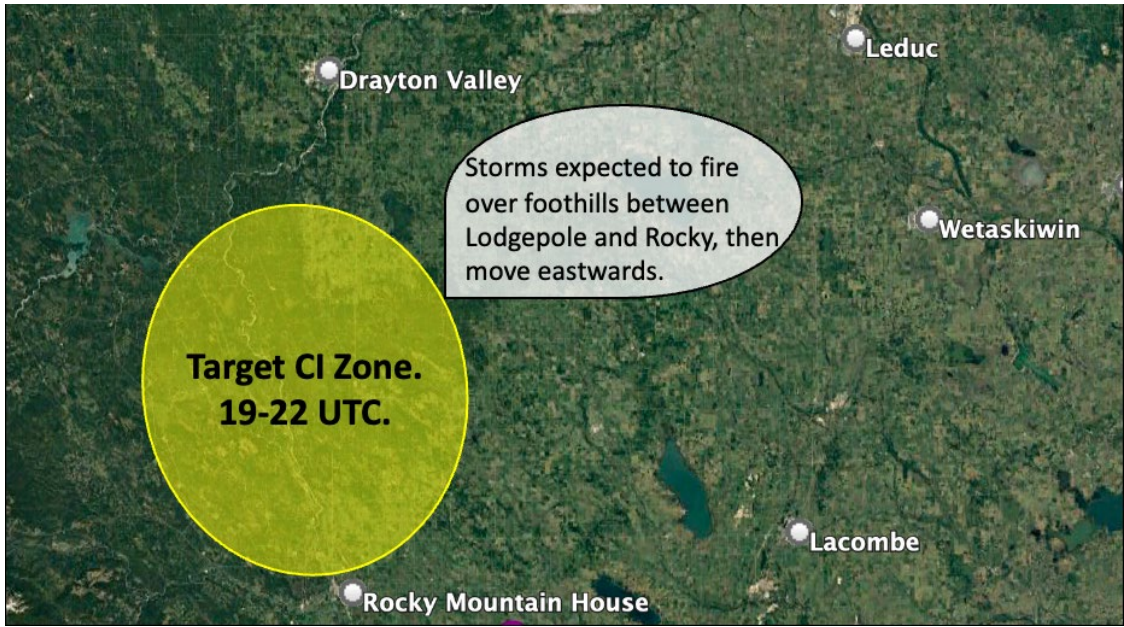 Leduc
Drayton Valley
Storms expected to fire
over foothills between
Lodgepole and Rocky, then
move eastwards.
Wetaskiwin
Target CI Zone.
19-22 UTC.
Lacombe
Rocky Mountain House